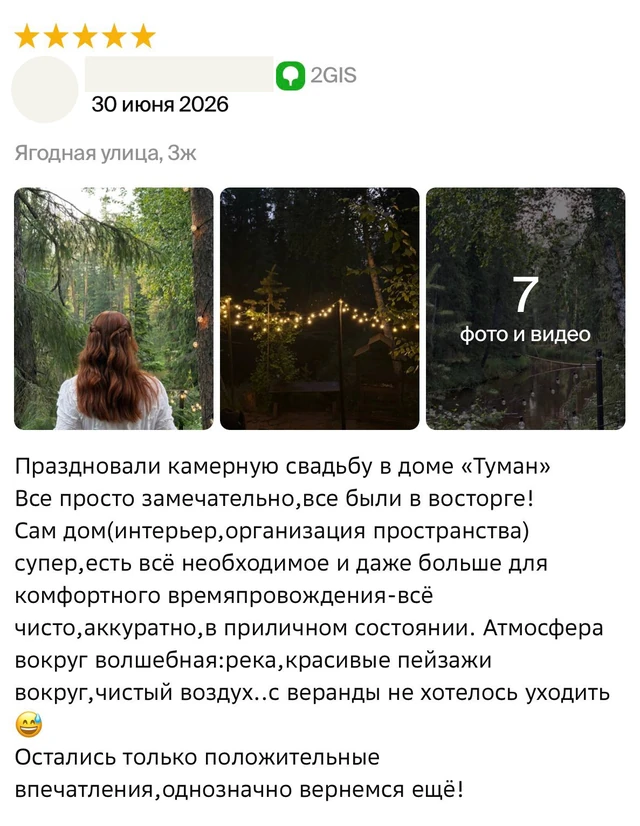 2GIS
30 июня 2026
Ягодная улица, 3ж
7
фото и видео
Праздновали камерную свадьбу в доме «Туман»
Все просто замечательно,все были в восторге!
Сам дом(интерьер,организация пространства)
супер,есть всё необходимое и даже больше для
комфортного времяпровождения-всё
чисто,аккуратно,в приличном состоянии. Атмосфера
вокруг волшебная:река,красивые пейзажи
вокруг,чистый воздух..с веранды не хотелось уходить
😅
Остались только положительные
впечатления,однозначно вернемся ещё!